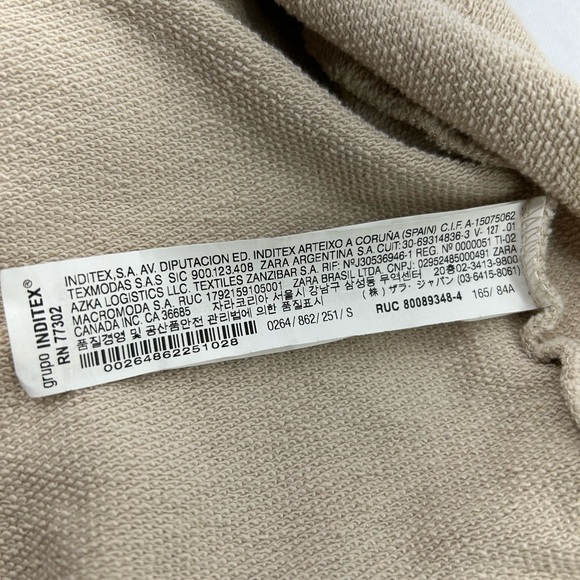 grupo INDITEX®
RN 77302
INDITEX,S.A. AV. DIPUTACION ED. INDITEX ARTEIXO A CORUÑA (SPAIN) C.I.F. A-15075062
TEXMODAS S.A.S SIC 900.123.408 ZARA ARGENTINA S.A. CUIT: 30-69314836-3 V- 127 -01
AZKA LOGISTICS LLC. TEXTILES ZANZIBAR S.A. RIF-NºJ30536946-1 REG. Nº 0000051 TI-02
MACROMODA S.A. RUC 1792159105001 ZARA BRASIL LTDA, CNPJ: 02952485000491 ZARA
CANADA INC. CA 36685 자라코리아 서울시 강남구 삼성동 무역센터 20층 02-3413-9800
품질경영 및 공산품안전 관리법에 의한 품질표시 (株) ザラ・ジャパン (03-6415-8061)
0264/ 862/ 251/ S RUC 80089348-4 165/ 84A
00264862251028